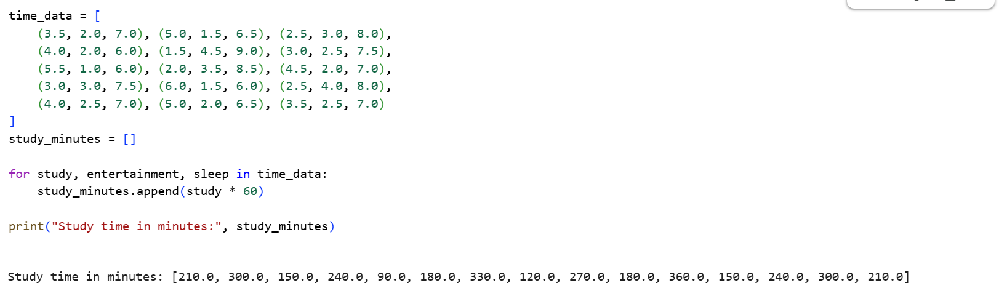 time_data = [
    (3.5, 2.0, 7.0), (5.0, 1.5, 6.5), (2.5, 3.0, 8.0),
    (4.0, 2.0, 6.0), (1.5, 4.5, 9.0), (3.0, 2.5, 7.5),
    (5.5, 1.0, 6.0), (2.0, 3.5, 8.5), (4.5, 2.0, 7.0),
    (3.0, 3.0, 7.5), (6.0, 1.5, 6.0), (2.5, 4.0, 8.0),
    (4.0, 2.5, 7.0), (5.0, 2.0, 6.5), (3.5, 2.5, 7.0)
]
study_minutes = []
for study, entertainment, sleep in time_data:
    study_minutes.append(study * 60)
print("Study time in minutes:", study_minutes)
Study time in minutes: [210.0, 300.0, 150.0, 240.0, 90.0, 180.0, 330.0, 120.0, 270.0, 180.0, 360.0, 150.0, 240.0, 300.0, 210.0]